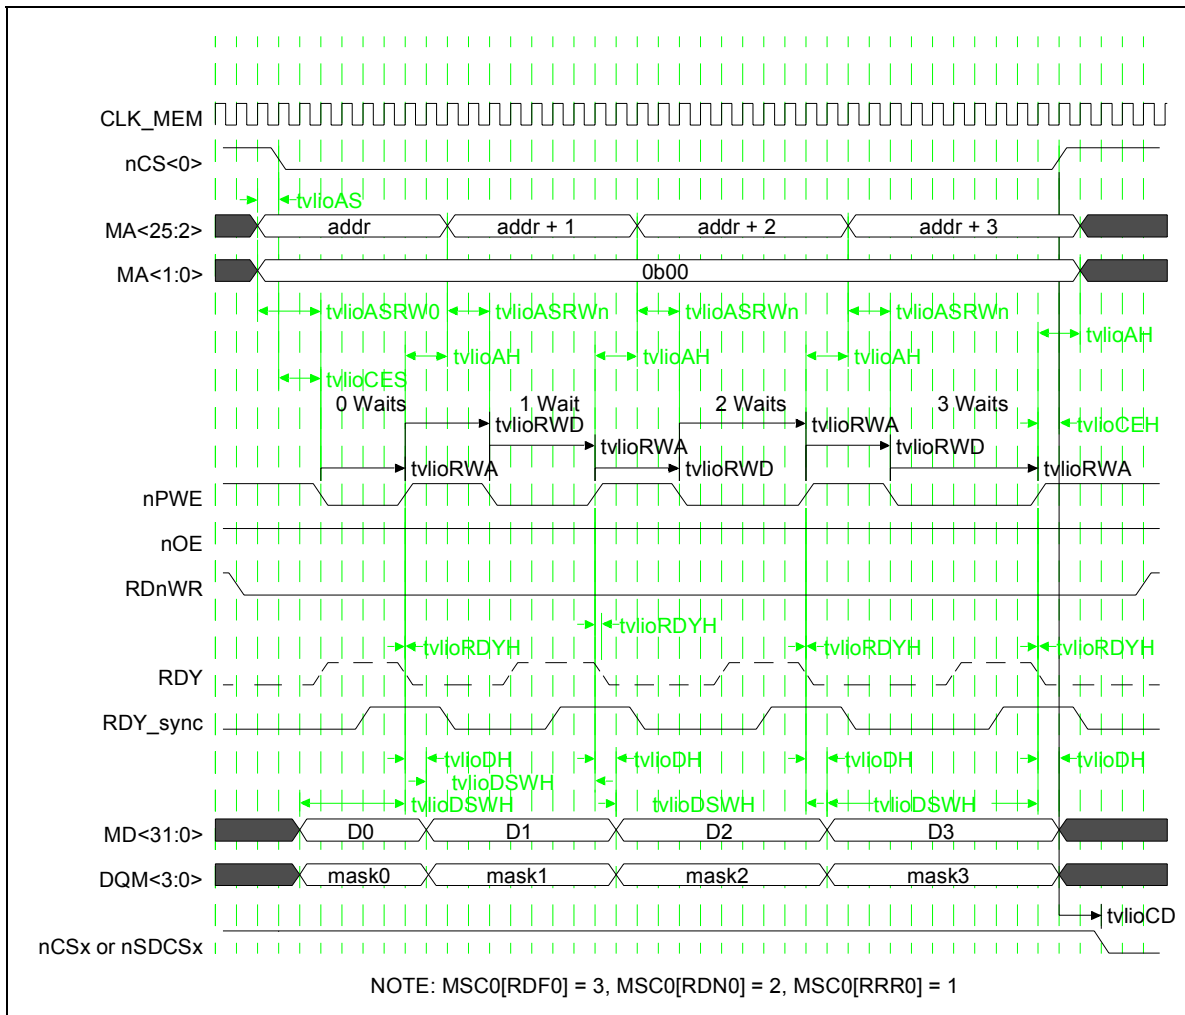 CLK_MEM
nCS<0>
tvlioAS
MA<25:2>
addr
addr + 1
addr + 2
addr + 3
MA<1:0>
0b00
tvlioASRW0
tvlioASRWn
tvlioASRWn
tvlioASRWn
tvlioAH
tvlioAH
tvlioAH
tvlioAH
tvlioCES
0 Waits
1 Wait
2 Waits
3 Waits
tvlioRWD
tvlioRWA
tvlioCEH
tvlioRWA
tvlioRWD
tvlioRWA
tvlioRWD
tvlioRWA
nPWE
nOE
RDnWR
tvlioRDYH
tvlioRDYH
tvlioRDYH
tvlioRDYH
RDY
RDY_sync
tvlioDH
tvlioDH
tvlioDH
tvlioDH
tvlioDSWH
tvlioDSWH
tvlioDSWH
tvlioDSWH
MD<31:0>
D0
D1
D2
D3
DQM<3:0>
mask0
mask1
mask2
mask3
tvlioCD
nCSx or nSDCSx
NOTE: MSC0[RDF0] = 3, MSC0[RDN0] = 2, MSC0[RRR0] = 1